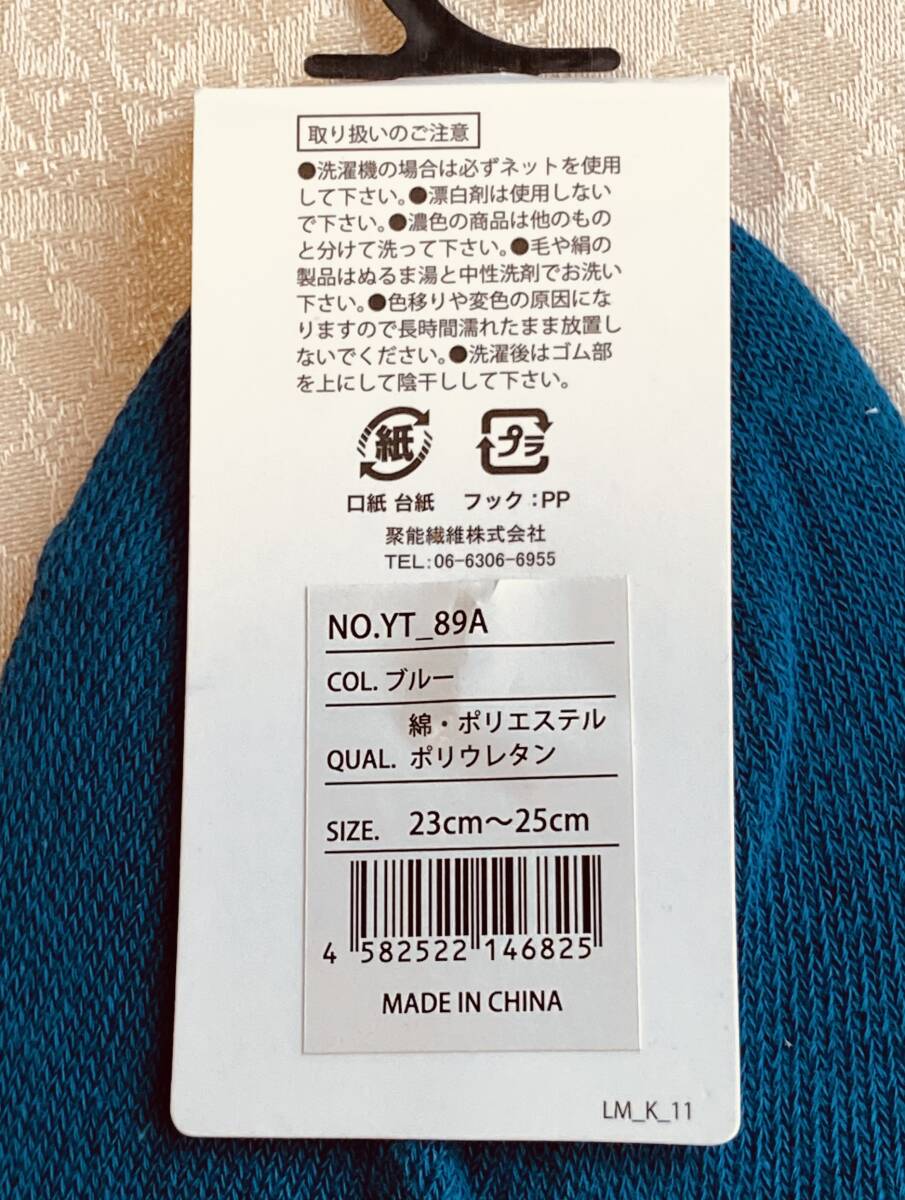 取り扱いのご注意
●洗濯機の場合は必ずネットを使用
して下さい。●漂白剤は使用しない
で下さい。●濃色の商品は他のもの
と分けて洗って下さい。●毛や絹の
製品はぬるま湯と中性洗剤でお洗い
下さい。●色移りや変色の原因にな
りますので長時間濡れたまま放置し
ないでください。●洗濯後はゴム部
を上にして陰干しして下さい。
紙 プラ
口紙 台紙 フック:PP
聚能繊維株式会社
TEL:06-6306-6955
NO.YT_89A
COL. ブルー
綿・ポリエステル
QUAL. ポリウレタン
SIZE. 23cm～25cm
4 582522 146825
MADE IN CHINA
LM_K_11